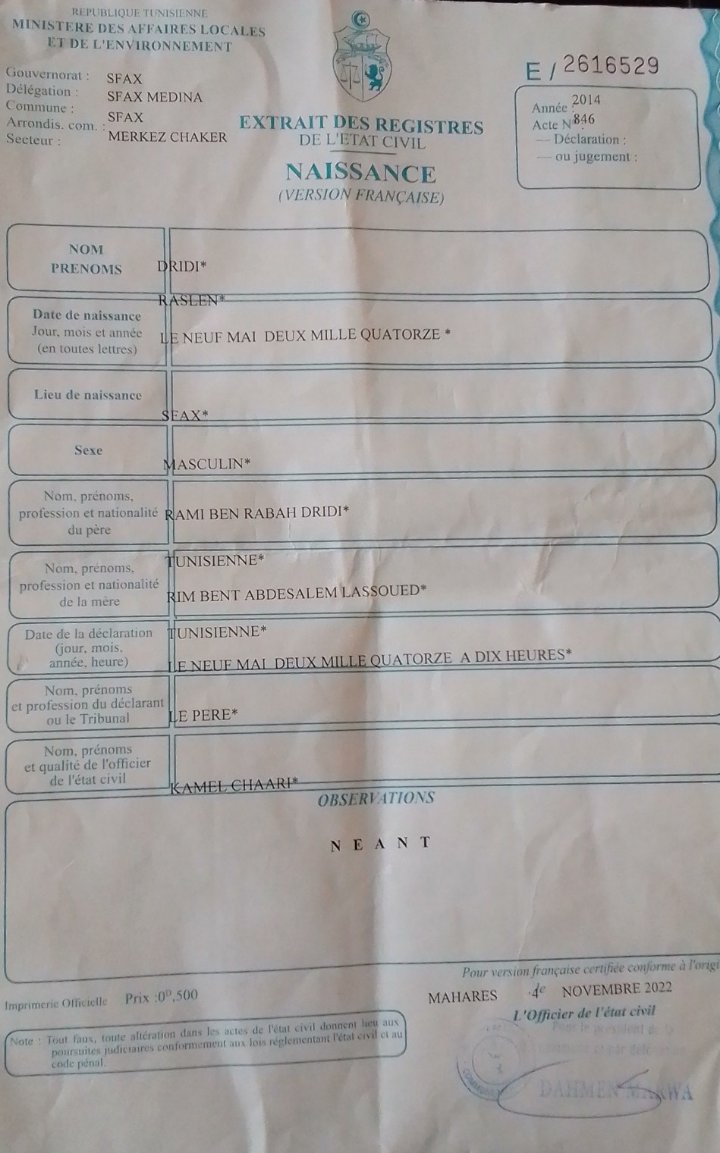 REPUBLIQUE TUNISIENNE
MINISTERE DES AFFAIRES LOCALES
ET DE L'ENVIRONNEMENT
Gouvernorat : SFAX
Délégation : SFAX MEDINA
Commune : SFAX
Arrondis. com. :
Secteur : MERKEZ CHAKER
EXTRAIT DES REGISTRES
DE L'ETAT CIVIL
NAISSANCE
(VERSION FRANÇAISE)
E / 2616529
Année : 2014
Acte N° 846
— Déclaration :
— ou jugement :
NOM
PRENOMS
DRIDI*
RASLEN*
Date de naissance
Jour, mois et année
(en toutes lettres)
LE NEUF MAI DEUX MILLE QUATORZE *
Lieu de naissance
SFAX*
Sexe
MASCULIN*
Nom, prénoms,
profession et nationalité
du père
RAMI BEN RABAH DRIDI*
TUNISIENNE*
Nom, prénoms,
profession et nationalité
de la mère
RIM BENT ABDESALEM LASSOUED*
TUNISIENNE*
Date de la déclaration
(jour, mois,
année, heure)
LE NEUF MAI DEUX MILLE QUATORZE A DIX HEURES*
Nom, prénoms
et profession du déclarant
ou le Tribunal
LE PERE*
Nom, prénoms
et qualité de l'officier
de l'état civil
KAMEL CHAARI*
OBSERVATIONS
N E A N T
Pour version française certifiée conforme à l'origi
MAHARES 4e NOVEMBRE 2022
L'Officier de l'état civil
Imprimerie Officielle Prix :0ᴰ,500
Note : Tout faux, toute altération dans les actes de l'état civil donnent lieu aux
poursuites judiciaires conformement aux lois réglementant l'état civil et au
code pénal.
Pour le président de la
DAHMEN MARWA